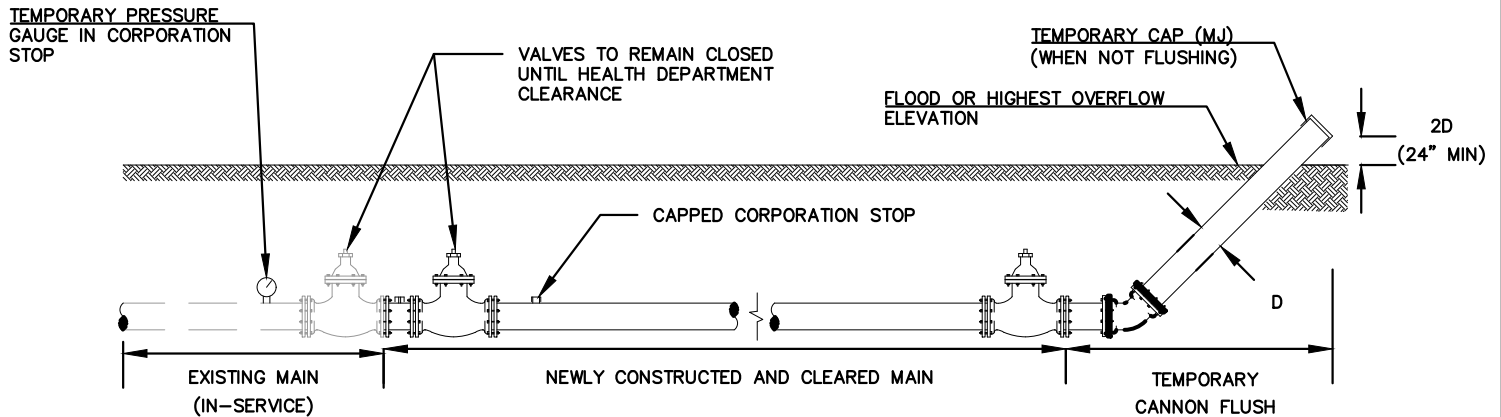 TEMPORARY PRESSURE
GAUGE IN CORPORATION
STOP
VALVES TO REMAIN CLOSED
UNTIL HEALTH DEPARTMENT
CLEARANCE
TEMPORARY CAP (MJ)
(WHEN NOT FLUSHING)
FLOOD OR HIGHEST OVERFLOW
ELEVATION
2D
(24" MIN)
CAPPED CORPORATION STOP
D
EXISTING MAIN
(IN-SERVICE)
NEWLY CONSTRUCTED AND CLEARED MAIN
TEMPORARY
CANNON FLUSH